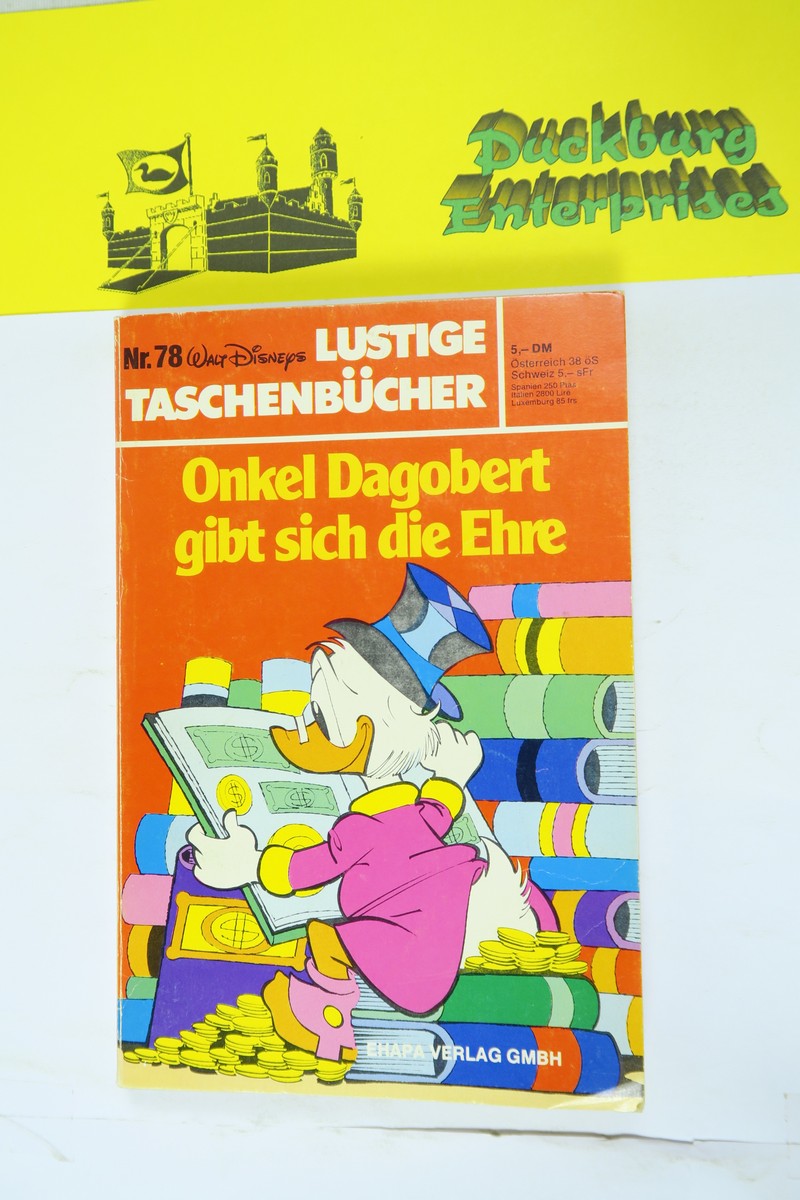 Duckburg
Enterprises
Nr. 78 WALT DISNEYS LUSTIGE
TASCHENBÜCHER
5,– DM
Österreich 38 öS
Schweiz 5,– sFr
Spanien 250 Ptas
Italien 2800 Lire
Luxemburg 85 frs
Onkel Dagobert
gibt sich die Ehre
EHAPA VERLAG GMBH